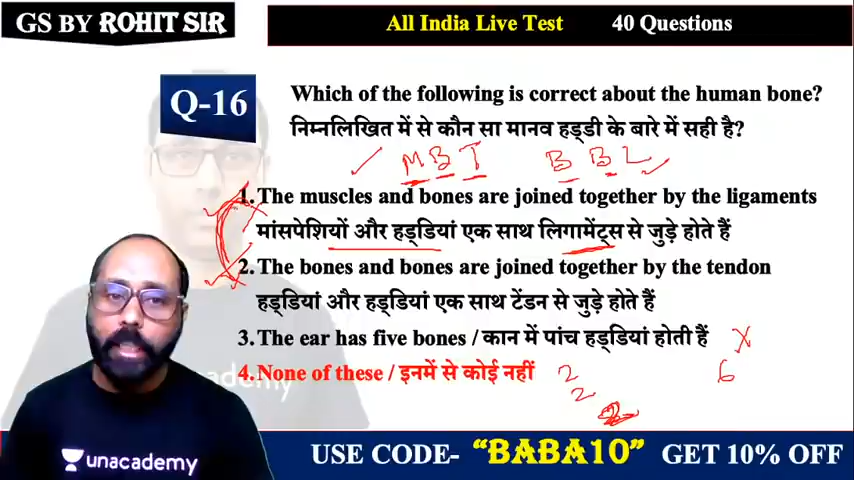 GS BY ROHIT SIR
All India Live Test 40 Questions
Q-16
Which of the following is correct about the human bone?
निम्नलिखित में से कौन सा मानव हड्डी के बारे में सही है?
M B T B B L
1. The muscles and bones are joined together by the ligaments
मांसपेशियों और हड्डियां एक साथ लिगामेंट्स से जुड़े होते हैं
2. The bones and bones are joined together by the tendon
हड्डियां और हड्डियां एक साथ टेंडन से जुड़े होते हैं
3. The ear has five bones / कान में पांच हड्डियां होती हैं
4. None of these / इनमें से कोई नहीं
2
2
6
unacademy
USE CODE- “BABA10” GET 10% OFF